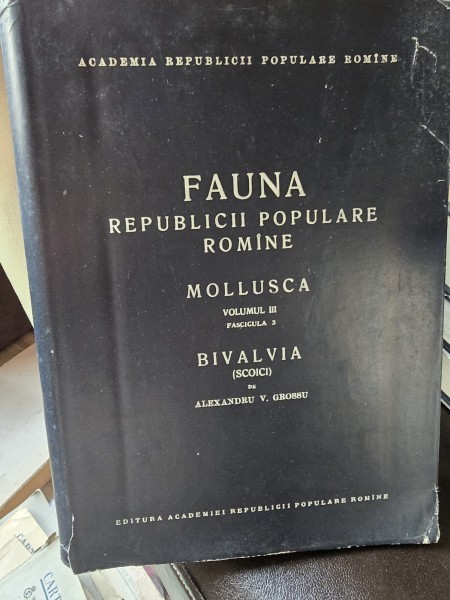 ACADEMIA REPUBLICII POPULARE ROMÎNE
FAUNA
REPUBLICII POPULARE
ROMÎNE
MOLLUSCA
VOLUMUL III
FASCICULA 3
BIVALVIA
(SCOICI)
DE
ALEXANDRU V. GROSSU
EDITURA ACADEMIEI REPUBLICII POPULARE ROMÎNE